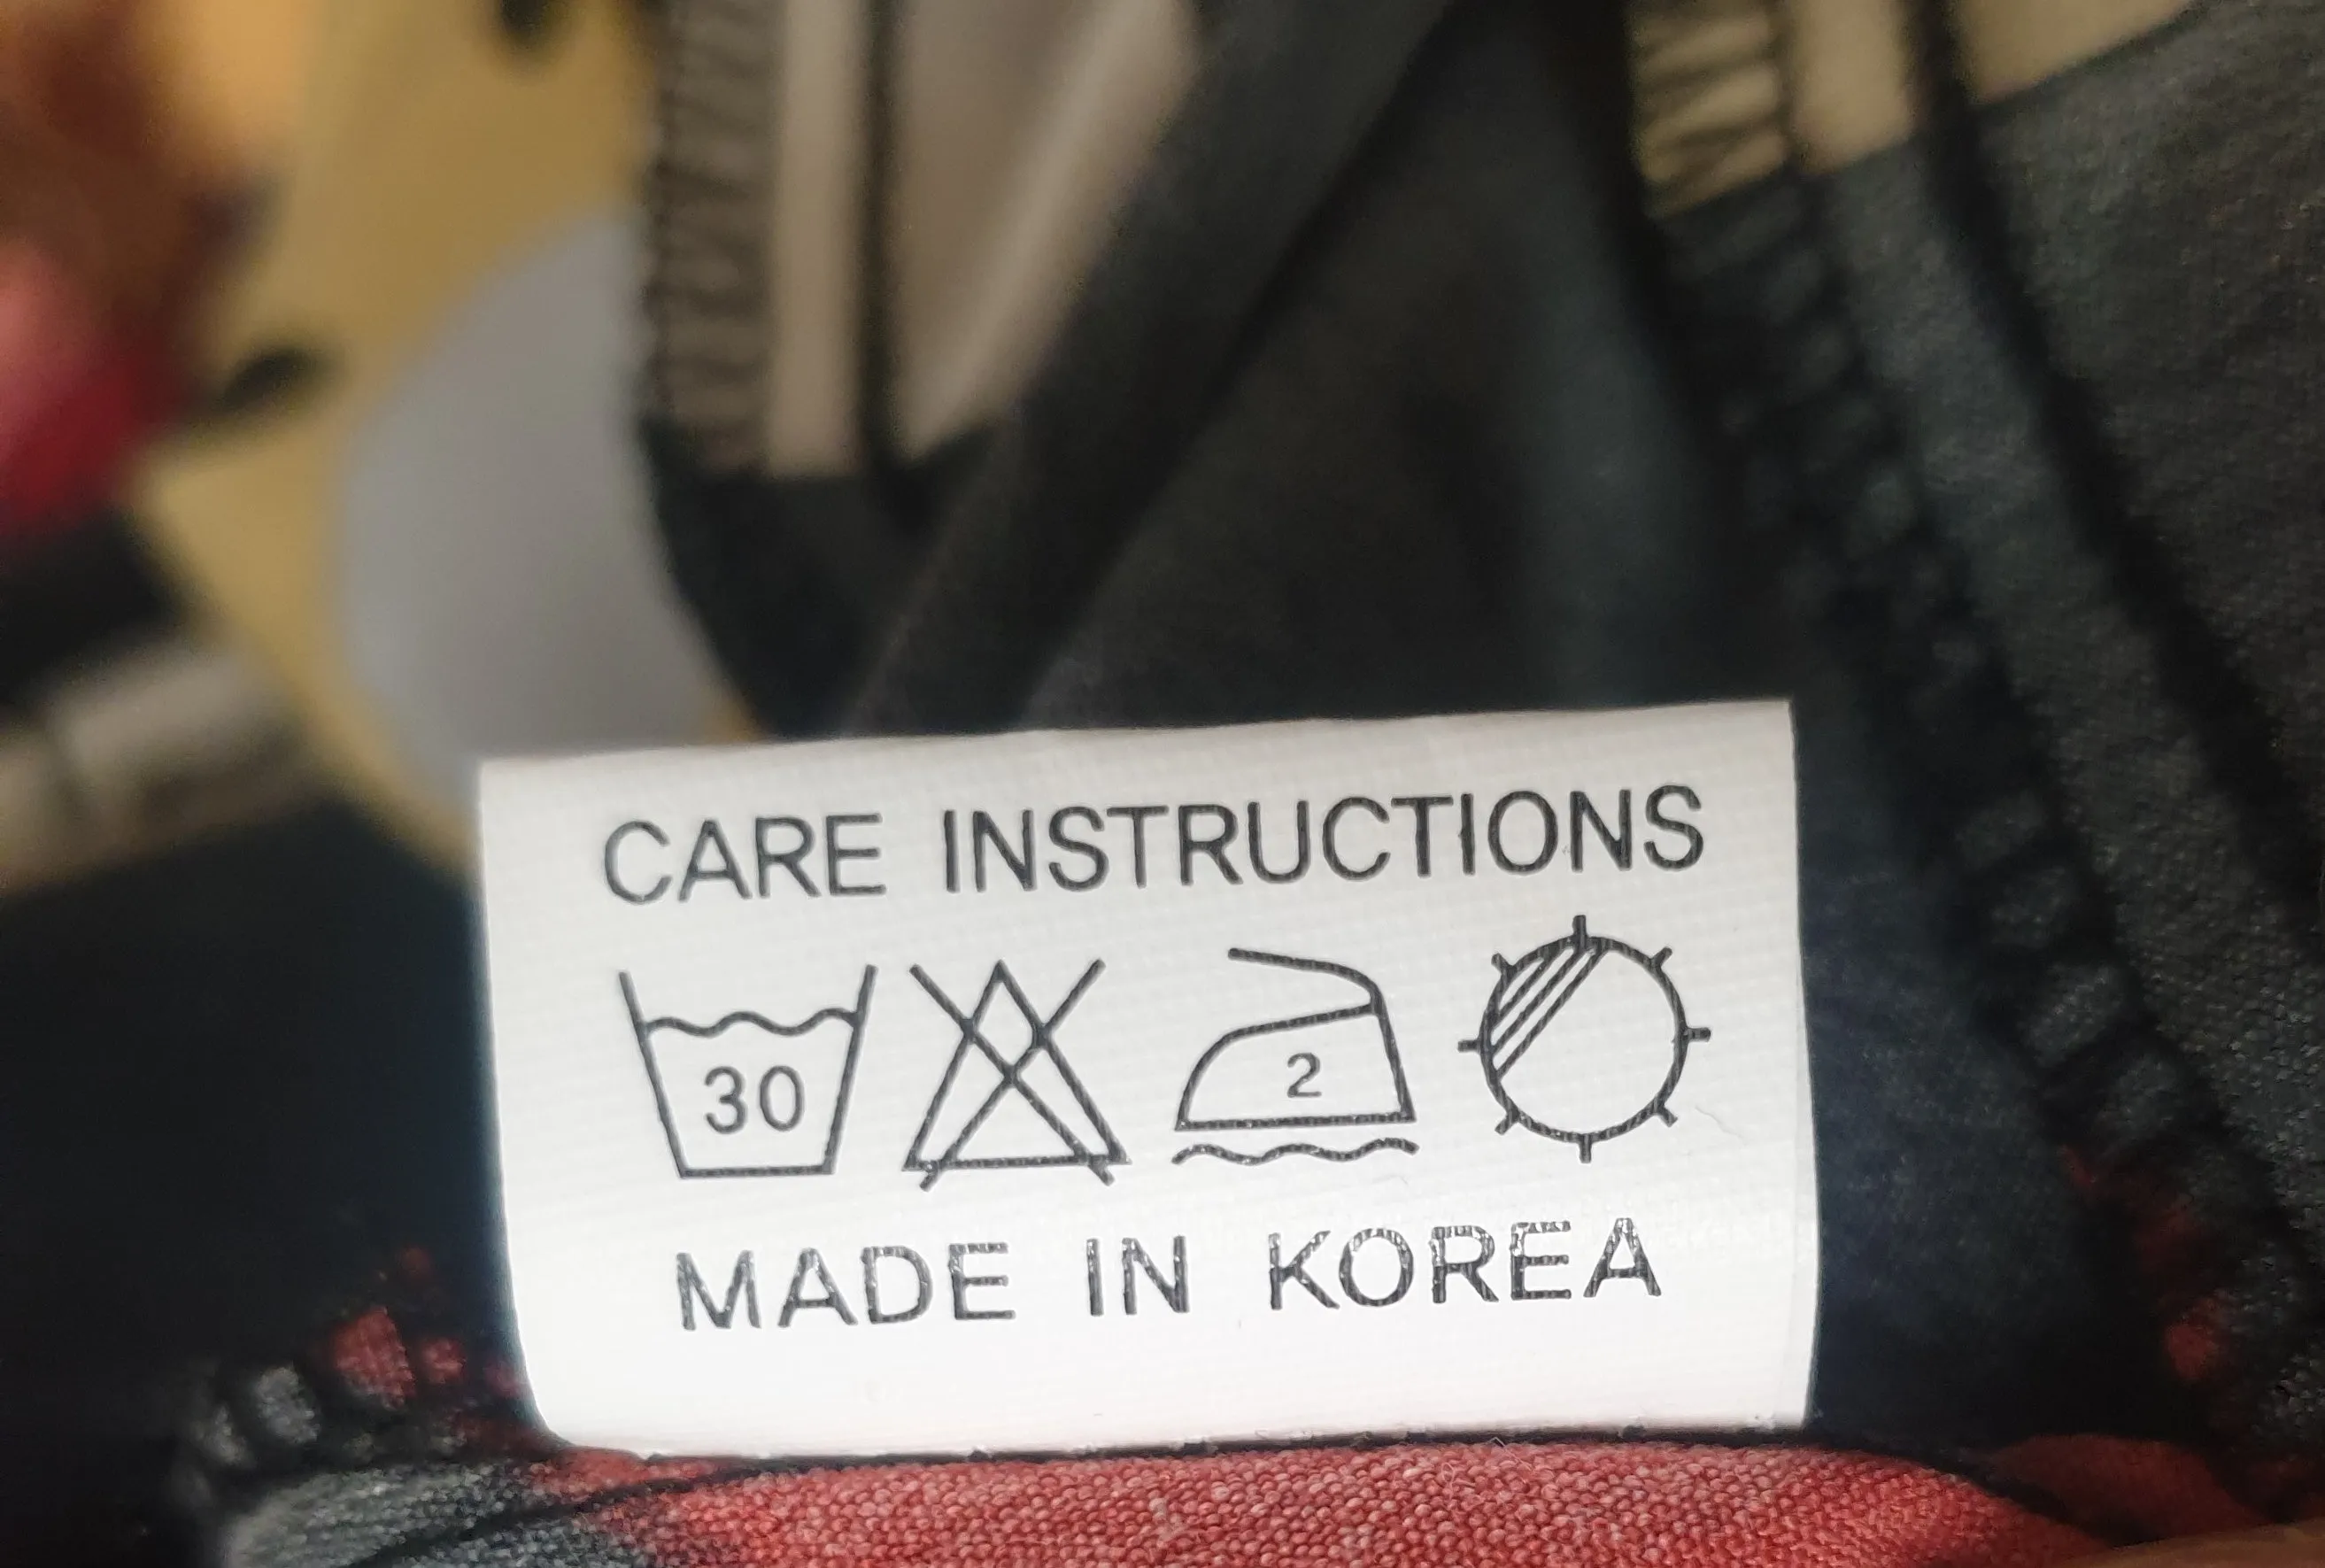 CARE INSTRUCTIONS
30 2
MADE IN KOREA